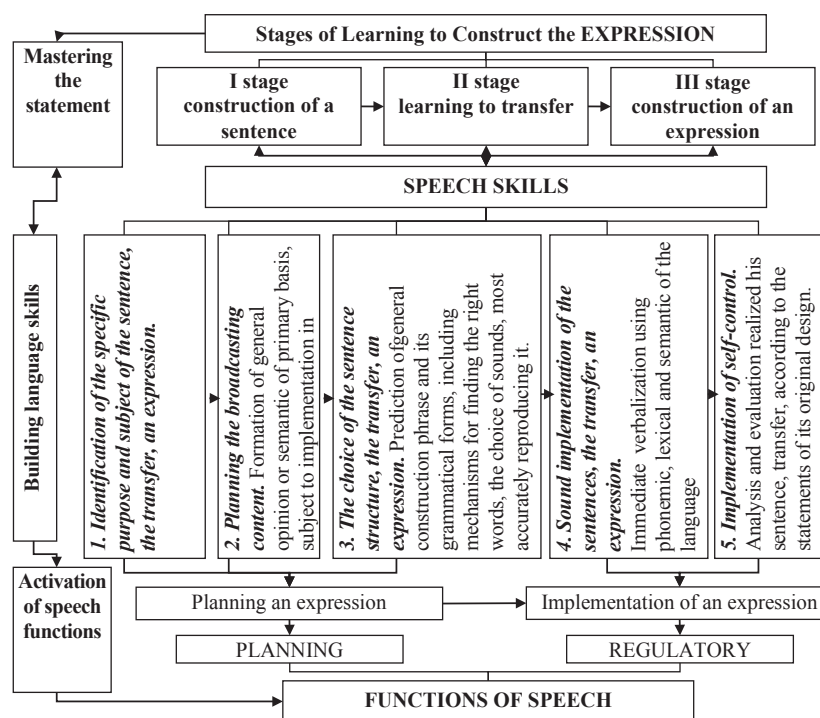 Stages of Learning to Construct the EXPRESSION
Mastering
the
statement
I stage
construction of a
sentence
II stage
learning to transfer
III stage
construction of an
expression
SPEECH SKILLS
Building language skills
1. Identification of the specific
purpose and subject of the sentence,
the transfer, an expression.
2. Planning the broadcasting
content. Formation of general
opinion or semantic of primary basis,
subject to implementation in
3. The choice of the sentence
structure, the transfer, an
expression. Prediction ofgeneral
construction phrase and its
grammatical forms, including
mechanisms for finding the right
words, the choice of sounds, most
accurately reproducing it.
4. Sound implementation of the
sentences, the transfer, an
expression.
Immediate verbalization using
phonemic, lexical and semantic of the
language
5. Implementation of self-control.
Analysis and evaluation realized his
sentence, transfer, according to the
statements of its original design.
Activation
of speech
functions
Planning an expression
Implementation of an expression
PLANNING
REGULATORY
FUNCTIONS OF SPEECH